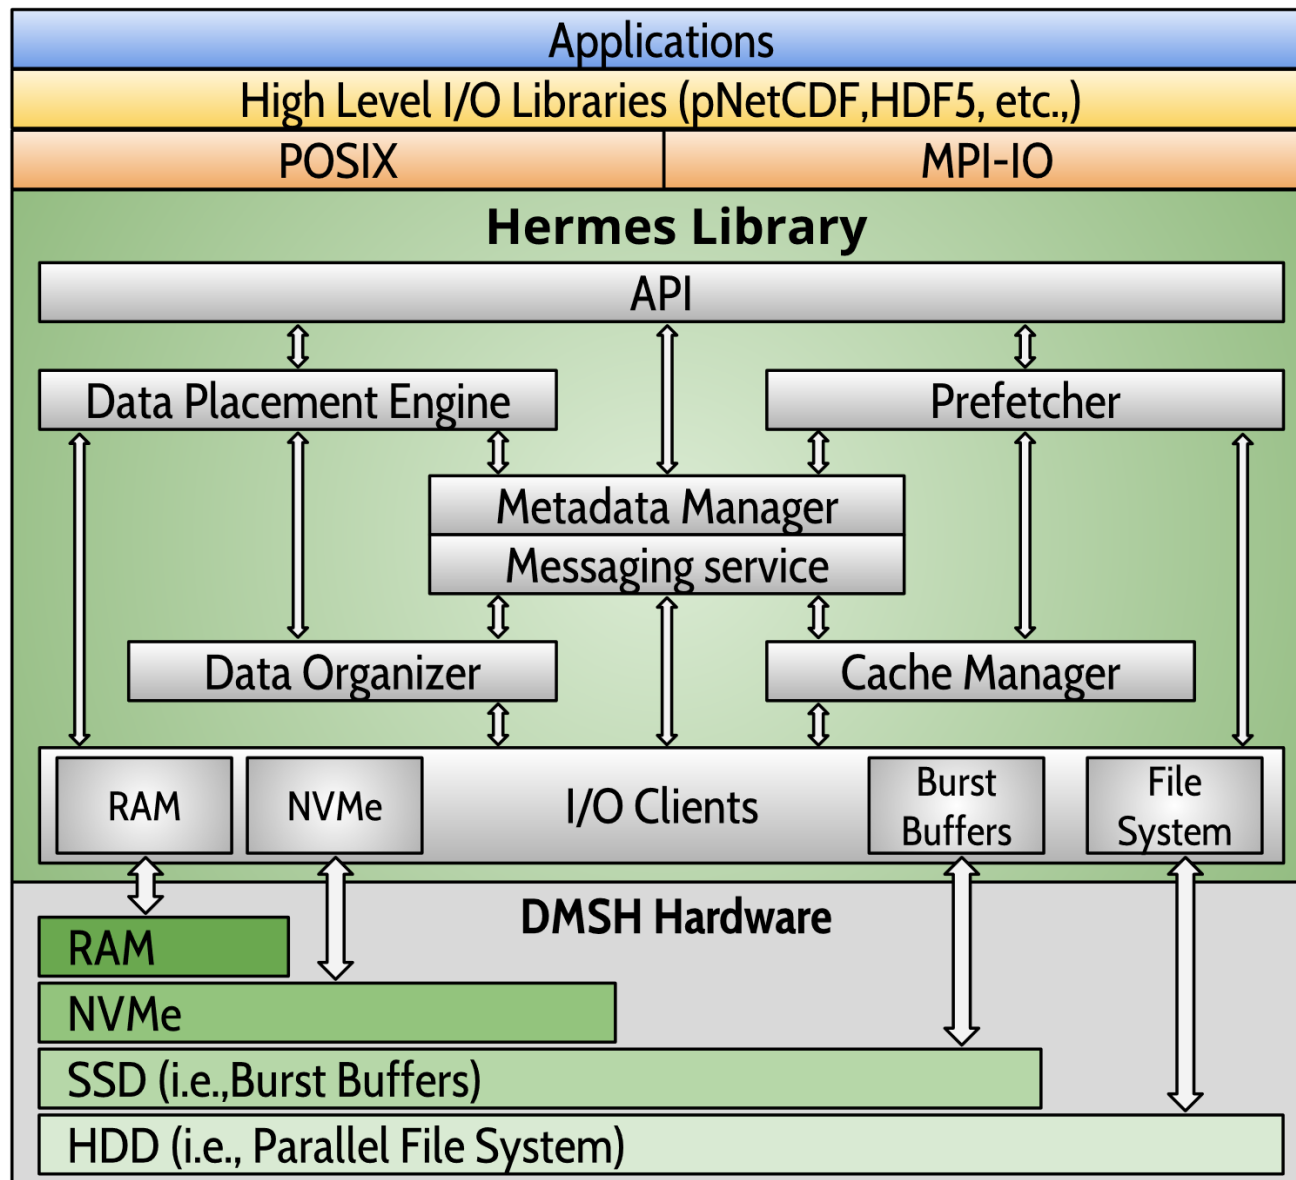 Applications
High Level I/O Libraries (pNetCDF,HDF5, etc.,)
POSIX
MPI-IO
Hermes Library
API
Data Placement Engine
Prefetcher
Metadata Manager
Messaging service
Data Organizer
Cache Manager
RAM
NVMe
I/O Clients
Burst
Buffers
File
System
DMSH Hardware
RAM
NVMe
SSD (i.e.,Burst Buffers)
HDD (i.e., Parallel File System)